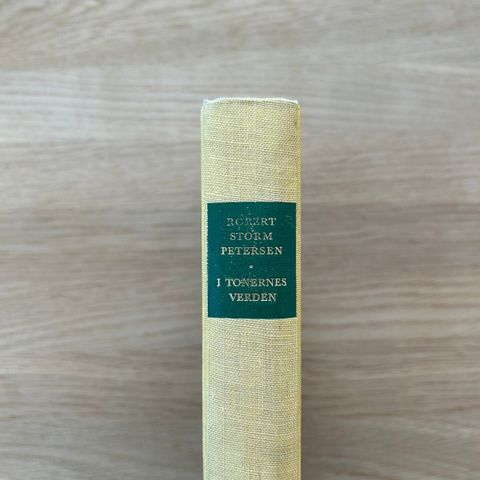 ROBERT
STORM
PETERSEN
I TONERNES
VERDEN